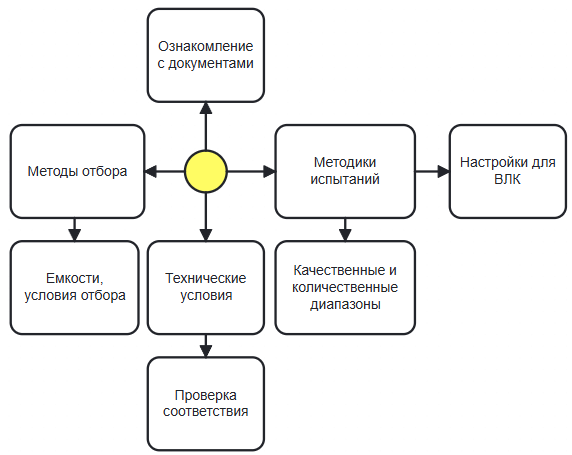 Ознакомление
с документами
Методы отбора
Методики
испытаний
Настройки для
ВЛК
Емкости,
условия отбора
Технические
условия
Качественные и
количественные
диапазоны
Проверка
соответствия